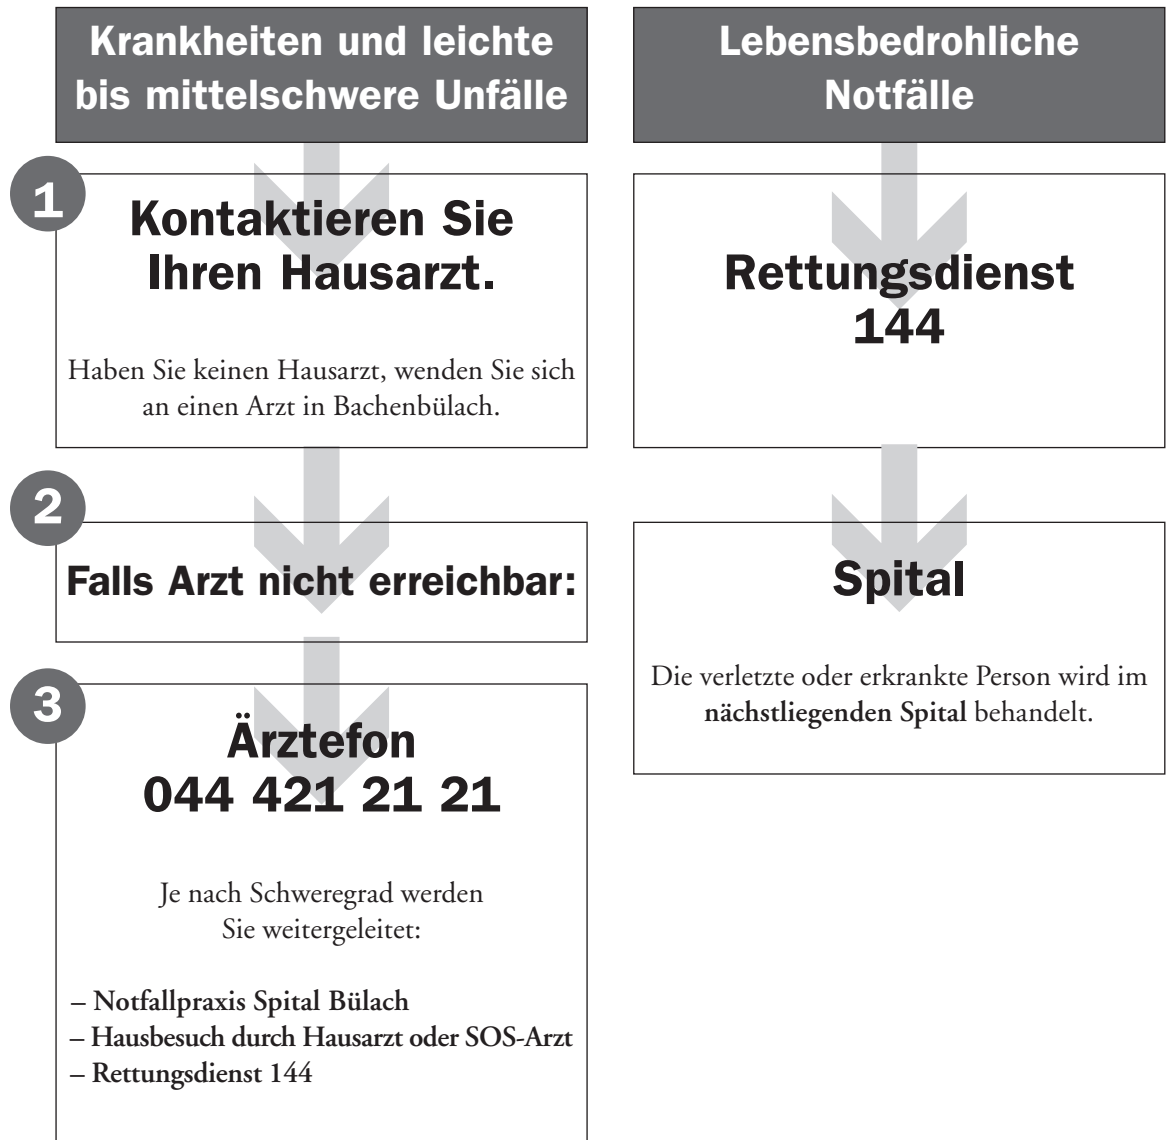 Krankheiten und leichte
bis mittelschwere Unfälle
1
Kontaktieren Sie
Ihren Hausarzt.
Haben Sie keinen Hausarzt, wenden Sie sich
an einen Arzt in Bachenbülach.
2
Falls Arzt nicht erreichbar:
3
Ärztefon
044 421 21 21
Je nach Schweregrad werden
Sie weitergeleitet:
– Notfallpraxis Spital Bülach
– Hausbesuch durch Hausarzt oder SOS-Arzt
– Rettungsdienst 144
Lebensbedrohliche
Notfälle
Rettungsdienst
144
Spital
Die verletzte oder erkrankte Person wird im
nächstliegenden Spital behandelt.